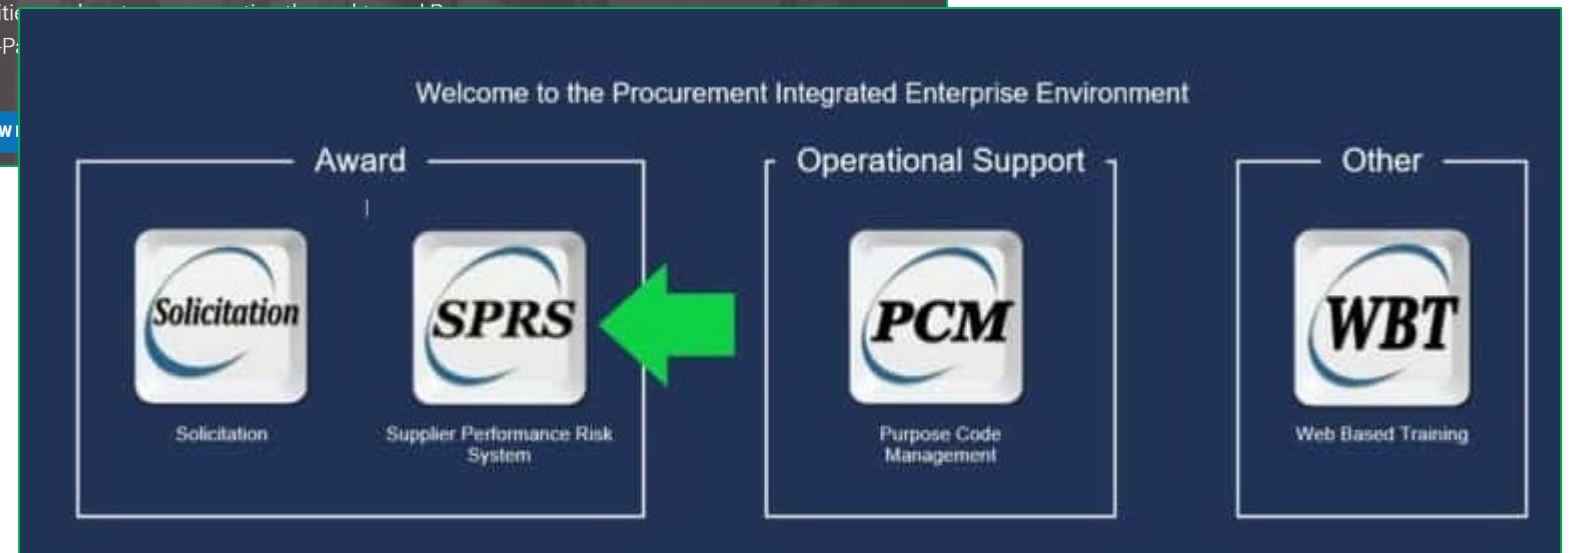 Welcome to the Procurement Integrated Enterprise Environment
Award
Operational Support
Other
Solicitation
SPRS
PCM
WBT
Solicitation
Supplier Performance Risk
System
Purpose Code
Management
Web Based Training